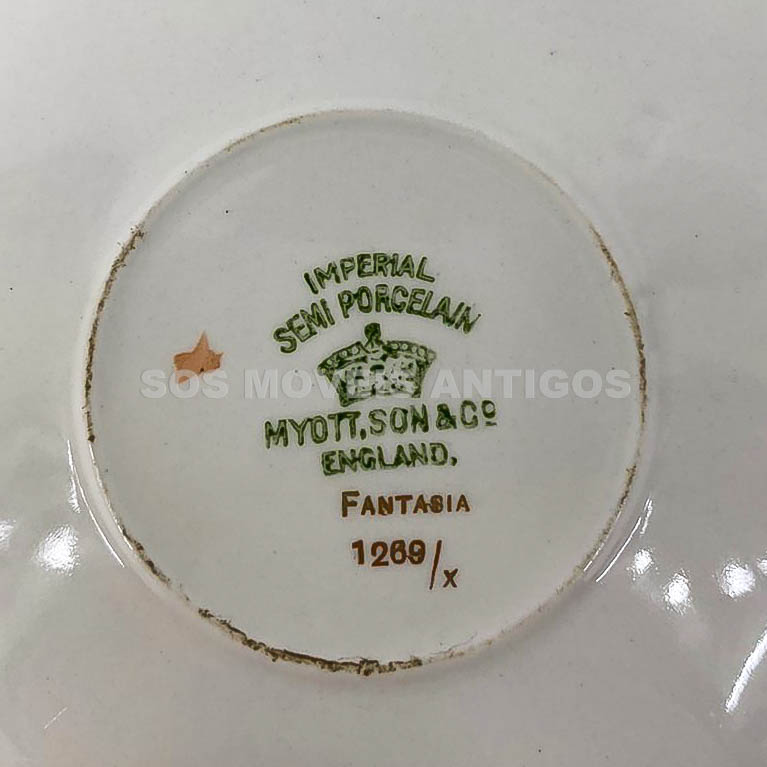 IMPERIAL
SEMI PORCELAIN
SOS MOVEIS ANTIGOS
MYOTT, SON & Cº
ENGLAND.
FANTASIA
1269/X